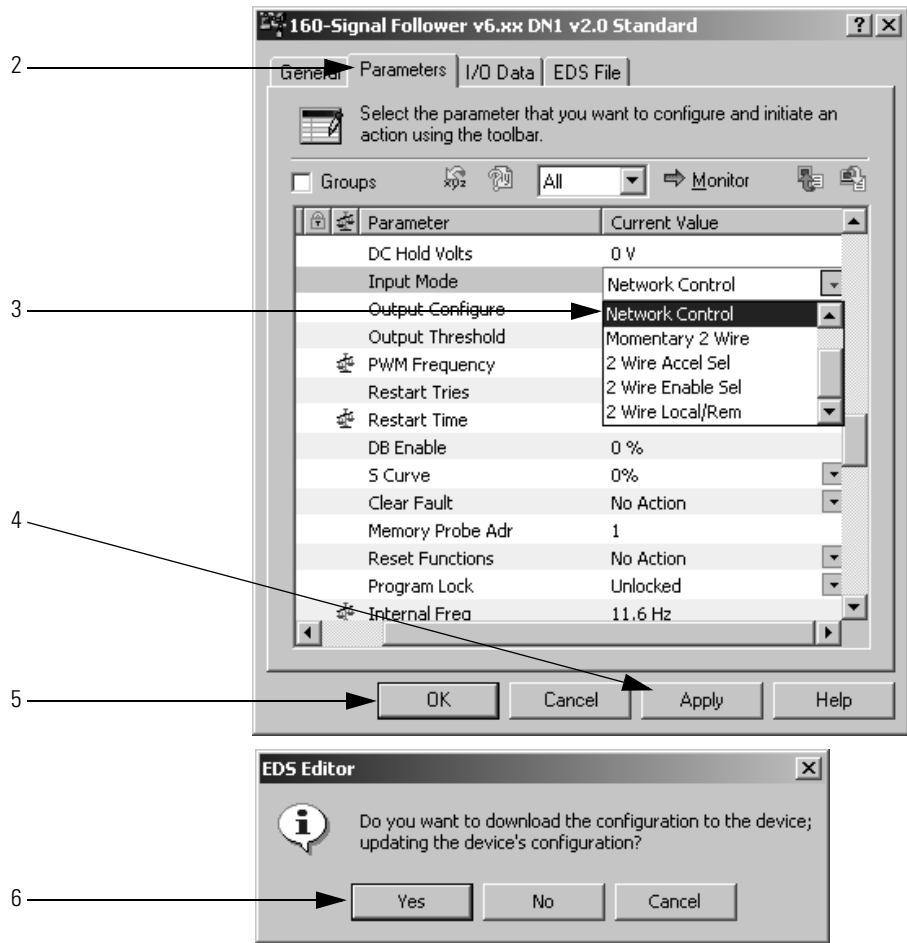 160-Signal Follower v6.xx DN1 v2.0 Standard
2
General Parameters I/O Data EDS File
Select the parameter that you want to configure and initiate an
action using the toolbar.
Groups xyz All Monitor
Parameter Current Value
DC Hold Volts 0 V
Input Mode Network Control
3
Output Configure Network Control
Output Threshold Momentary 2 Wire
PWM Frequency 2 Wire Accel Sel
Restart Tries 2 Wire Enable Sel
Restart Time 2 Wire Local/Rem
DB Enable 0 %
S Curve 0%
Clear Fault No Action
4
Memory Probe Adr 1
Reset Functions No Action
Program Lock Unlocked
Internal Freq 11.6 Hz
5
OK Cancel Apply Help
EDS Editor
Do you want to download the configuration to the device;
updating the device's configuration?
6
Yes No Cancel